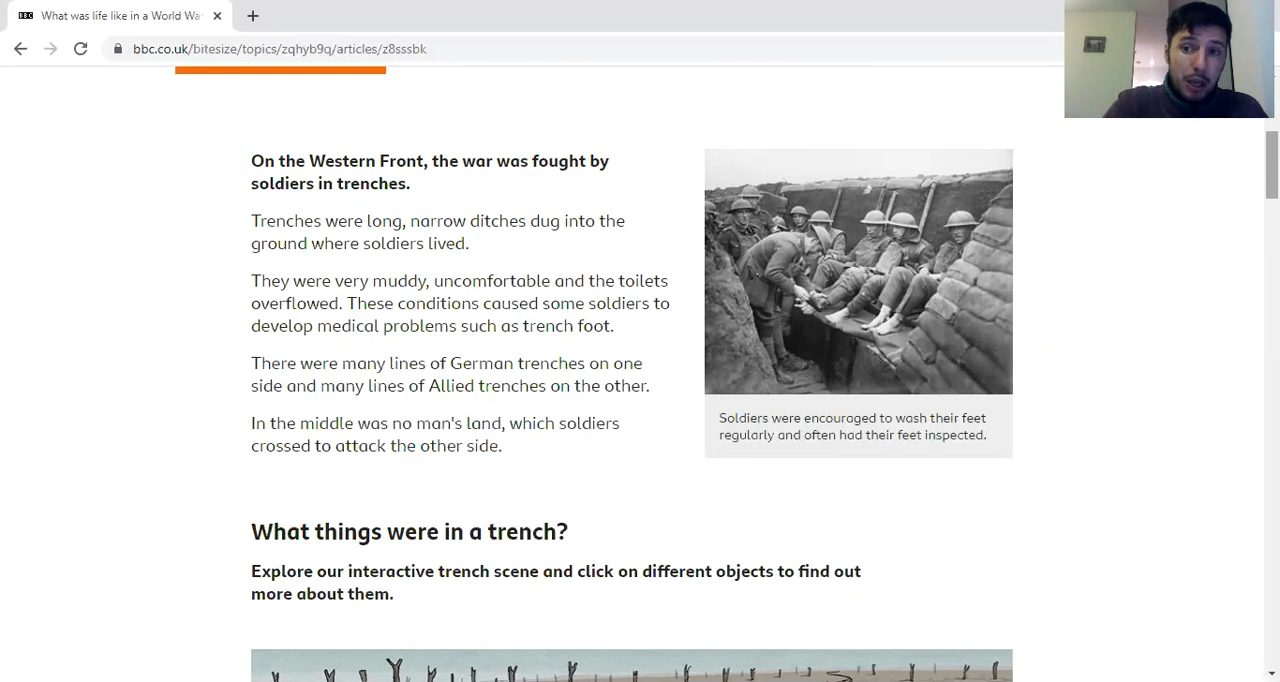 BBC What was life like in a World Wa
bbc.co.uk/bitesize/topics/zqhyb9q/articles/z8sssbk
On the Western Front, the war was fought by
soldiers in trenches.
Trenches were long, narrow ditches dug into the
ground where soldiers lived.
They were very muddy, uncomfortable and the toilets
overflowed. These conditions caused some soldiers to
develop medical problems such as trench foot.
There were many lines of German trenches on one
side and many lines of Allied trenches on the other.
In the middle was no man's land, which soldiers
crossed to attack the other side.
Soldiers were encouraged to wash their feet
regularly and often had their feet inspected.
What things were in a trench?
Explore our interactive trench scene and click on different objects to find out
more about them.